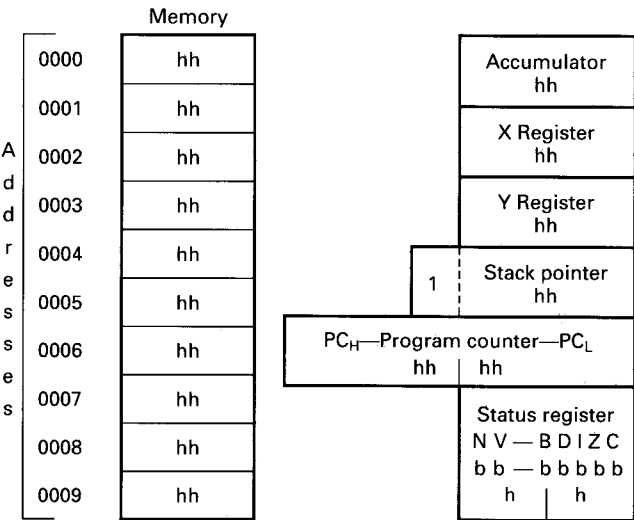 Memory
Addresses
0000 hh
0001 hh
0002 hh
0003 hh
0004 hh
0005 hh
0006 hh
0007 hh
0008 hh
0009 hh
Accumulator
hh
X Register
hh
Y Register
hh
1
Stack pointer
hh
PCH—Program counter—PCL
hh hh
Status register
N V — B D I Z C
b b — b b b b b
h h